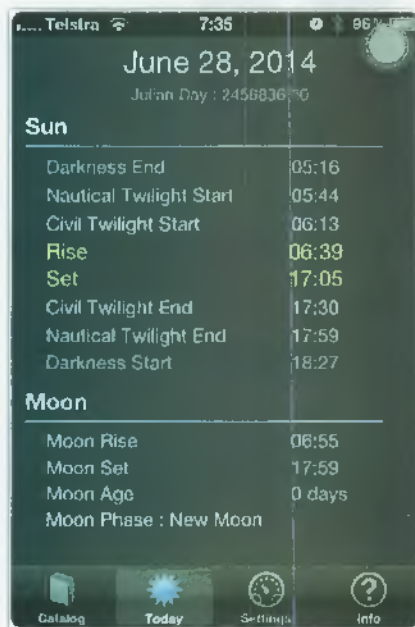 Telstra 7:35 96%
June 28, 2014
Julian Day : 2456836
Sun
Darkness End 05:16
Nautical Twilight Start 05:44
Civil Twilight Start 06:13
Rise 06:39
Set 17:05
Civil Twilight End 17:30
Nautical Twilight End 17:59
Darkness Start 18:27
Moon
Moon Rise 06:55
Moon Set 17:59
Moon Age 0 days
Moon Phase : New Moon
Catalog Today Settings Info